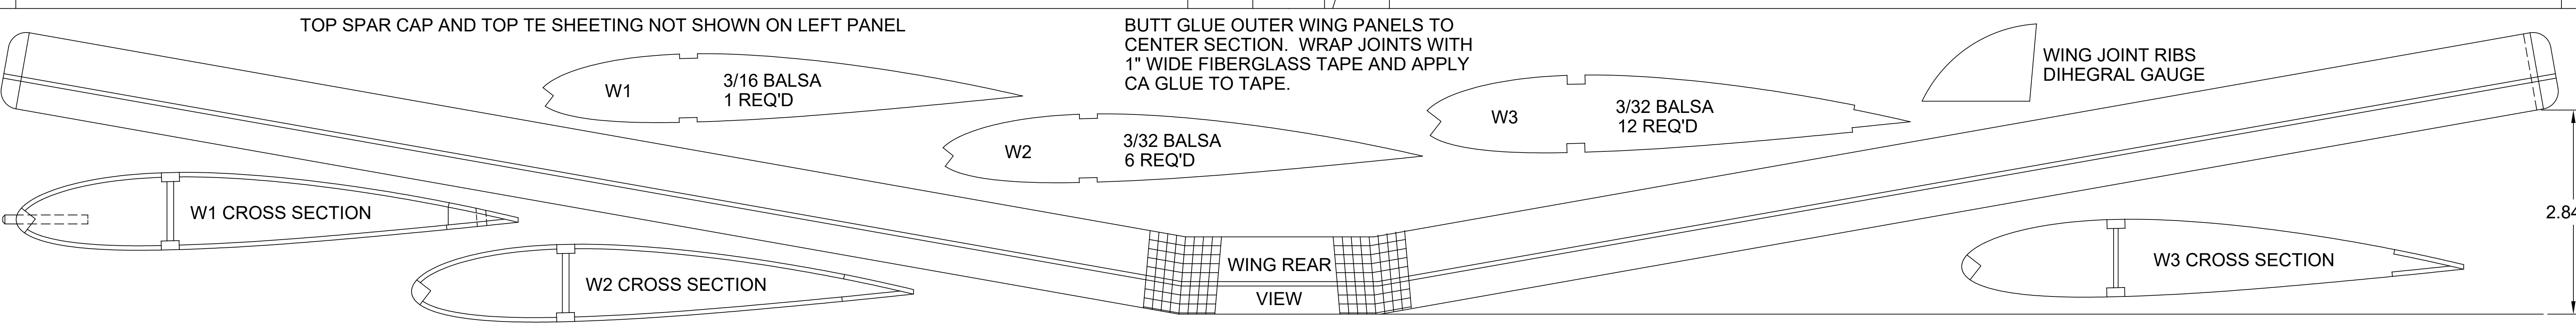 TOP SPAR CAP AND TOP TE SHEETING NOT SHOWN ON LEFT PANEL
BUTT GLUE OUTER WING PANELS TO
CENTER SECTION. WRAP JOINTS WITH
1" WIDE FIBERGLASS TAPE AND APPLY
CA GLUE TO TAPE.
WING JOINT RIBS
DIHEGRAL GAUGE
W1
3/16 BALSA
1 REQ'D
W2
3/32 BALSA
6 REQ'D
W3
3/32 BALSA
12 REQ'D
W1 CROSS SECTION
W2 CROSS SECTION
WING REAR
VIEW
W3 CROSS SECTION
2.84